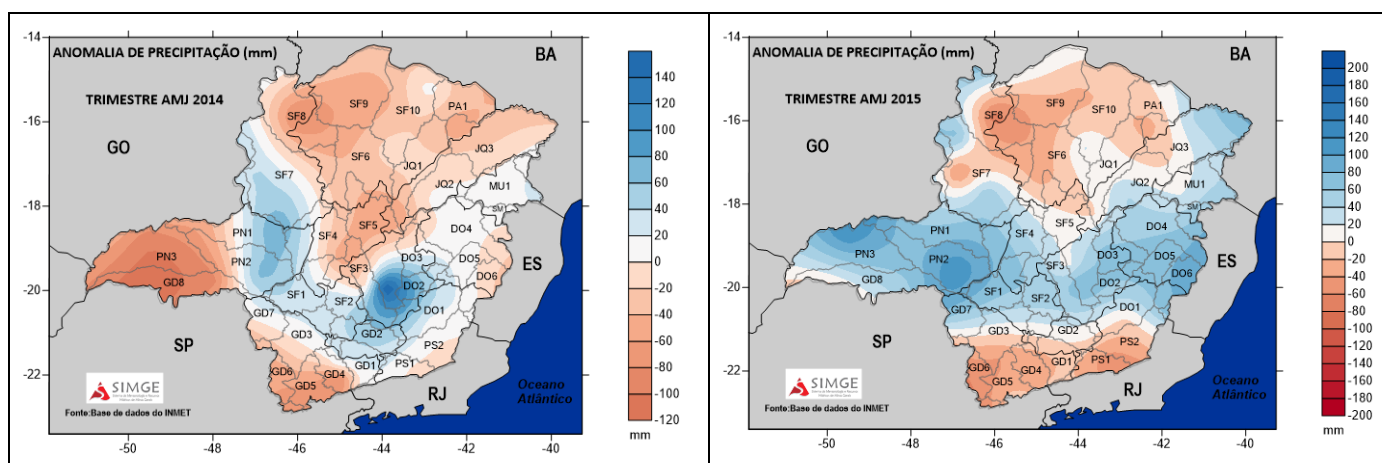 ANOMALIA DE PRECIPITAÇÃO (mm)
TRIMESTRE AMJ 2014
BA
GO
SP
ES
RJ
Oceano
Atlântico
SF9
SF10
PA1
SF8
SF6
JQ1
JQ3
SF7
JQ2
MU1
SM1
SF5
DO4
PN1
SF4
PN3
PN2
SF3
DO3
DO5
DO6
GD8
SF1
SF2
DO2
DO1
GD7
GD3
GD2
PS2
GD1
PS1
GD6
GD5
GD4
SIMGE
Fonte:Base de dados do INMET
-14
-16
-18
-20
-22
-50
-48
-46
-44
-42
-40
140
120
100
80
60
40
20
0
-20
-40
-60
-80
-100
-120
mm
ANOMALIA DE PRECIPITAÇÃO (mm)
TRIMESTRE AMJ 2015
BA
GO
SP
ES
RJ
Oceano
Atlântico
SF9
SF10
PA1
SF8
SF6
JQ1
JQ3
SF7
JQ2
MU1
SM1
SF5
DO4
PN1
SF4
PN3
PN2
SF3
DO3
DO5
DO6
GD8
SF1
SF2
DO2
DO1
GD7
GD3
GD2
PS2
GD1
PS1
GD6
GD5
GD4
SIMGE
Fonte:Base de dados do INMET
-14
-16
-18
-20
-22
-50
-48
-46
-44
-42
-40
200
180
160
140
120
100
80
60
40
20
0
-20
-40
-60
-80
-100
-120
-140
-160
-180
-200
mm